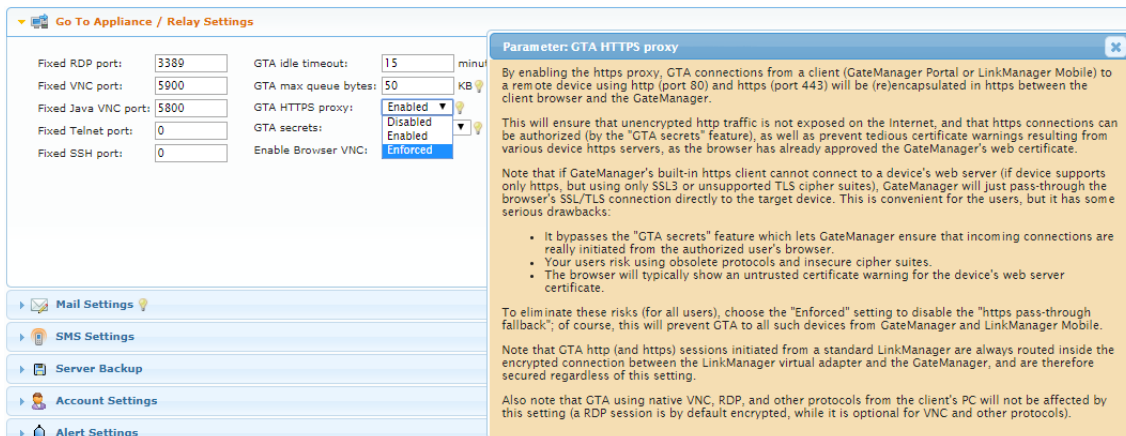 Go To Appliance / Relay Settings
Fixed RDP port: 3389
Fixed VNC port: 5900
Fixed Java VNC port: 5800
Fixed Telnet port: 0
Fixed SSH port: 0
GTA idle timeout: 15
GTA max queue bytes: 50 KB
GTA HTTPS proxy: Enabled
Disabled
Enabled
Enforced
GTA secrets:
Enable Browser VNC:
Mail Settings
SMS Settings
Server Backup
Account Settings
Alert Settings
Parameter: GTA HTTPS proxy
By enabling the https proxy, GTA connections from a client (GateManager Portal or LinkManager Mobile) to
a remote device using http (port 80) and https (port 443) will be (re)encapsulated in https between the
client browser and the GateManager.
This will ensure that unencrypted http traffic is not exposed on the Internet, and that https connections can
be authorized (by the "GTA secrets" feature), as well as prevent tedious certificate warnings resulting from
various device https servers, as the browser has already approved the GateManager's web certificate.
Note that if GateManager's built-in https client cannot connect to a device's web server (if device supports
only https, but using only SSL3 or unsupported TLS cipher suites), GateManager will just pass-through the
browser's SSL/TLS connection directly to the target device. This is convenient for the users, but it has some
serious drawbacks:
• It bypasses the "GTA secrets" feature which lets GateManager ensure that incoming connections are
really initiated from the authorized user's browser.
• Your users risk using obsolete protocols and insecure cipher suites.
• The browser will typically show an untrusted certificate warning for the device's web server
certificate.
To eliminate these risks (for all users), choose the "Enforced" setting to disable the "https pass-through
fallback"; of course, this will prevent GTA to all such devices from GateManager and LinkManager Mobile.
Note that GTA http (and https) sessions initiated from a standard LinkManager are always routed inside the
encrypted connection between the LinkManager virtual adapter and the GateManager, and are therefore
secured regardless of this setting.
Also note that GTA using native VNC, RDP, and other protocols from the client's PC will not be affected by
this setting (a RDP session is by default encrypted, while it is optional for VNC and other protocols).